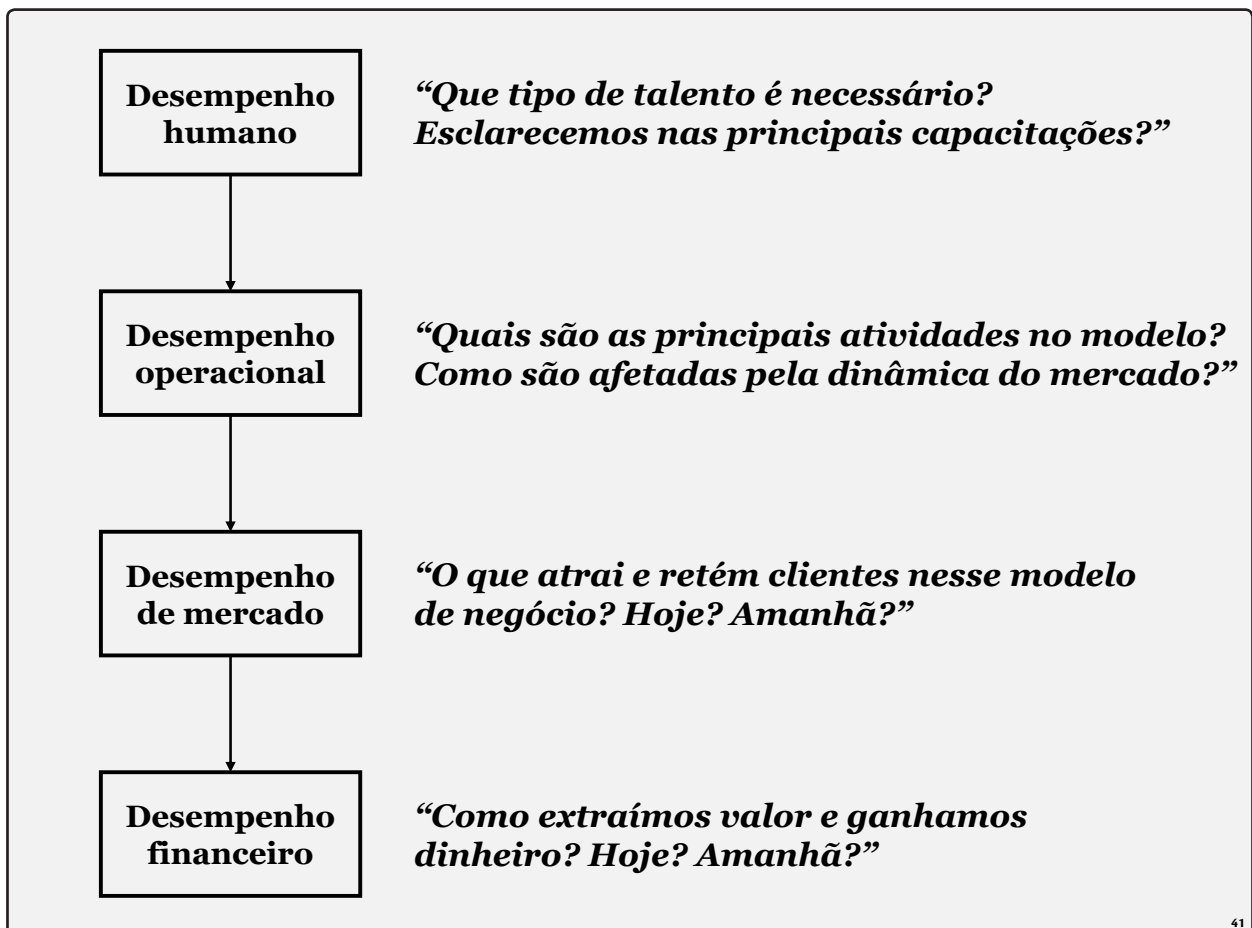 Desempenho
humano
“Que tipo de talento é necessário?
Esclarecemos nas principais capacitações?”
Desempenho
operacional
“Quais são as principais atividades no modelo?
Como são afetadas pela dinâmica do mercado?”
Desempenho
de mercado
“O que atrai e retém clientes nesse modelo
de negócio? Hoje? Amanhã?”
Desempenho
financeiro
“Como extraímos valor e ganhamos
dinheiro? Hoje? Amanhã?”
41